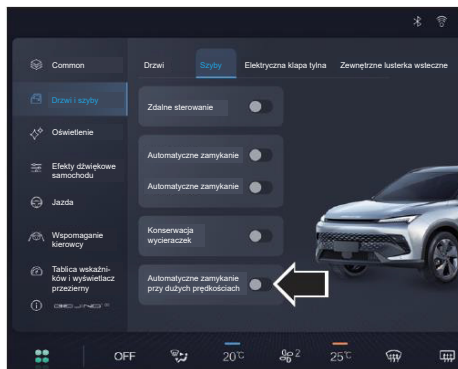 Common
Drzwi
Szyby
Elektryczna klapa tylna
Zewnętrzne lusterka wsteczne
Drzwi i szyby
Zdalne sterowanie
Oświetlenie
Automatyczne zamykanie
Efekty dźwiękowe
samochodu
Automatyczne zamykanie
Jazda
Wspomaganie
kierowcy
Konserwacja
wycieraczek
Tablica wskaźni-
ków i wyświetlacz
przezierny
Automatyczne zamykanie
przy dużych prędkościach
OFF
20°C
2
25°C